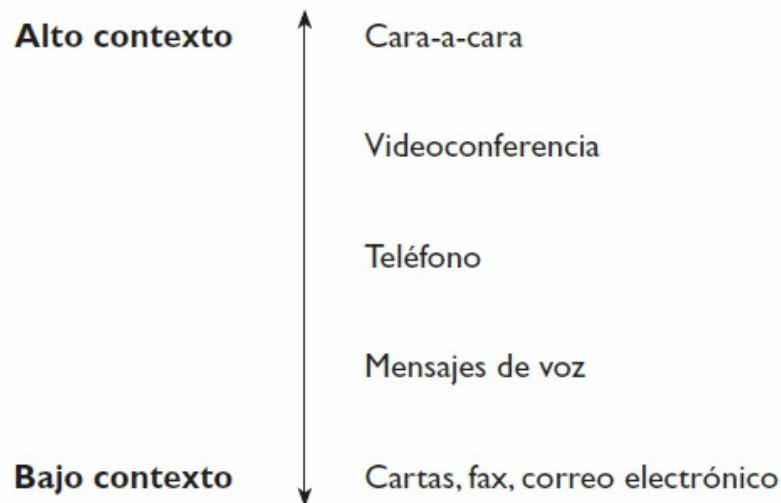 Alto contexto Cara-a-cara
Videoconferencia
Teléfono
Mensajes de voz
Bajo contexto Cartas, fax, correo electrónico